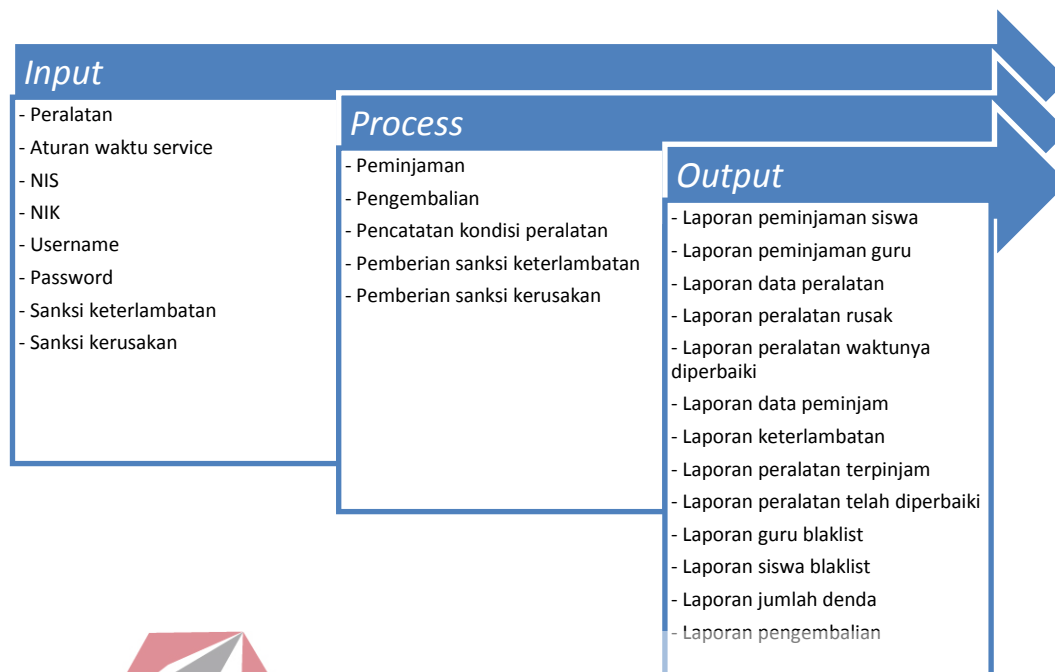 Input
- Peralatan
- Aturan waktu service
- NIS
- NIK
- Username
- Password
- Sanksi keterlambatan
- Sanksi kerusakan
Process
- Peminjaman
- Pengembalian
- Pencatatan kondisi peralatan
- Pemberian sanksi keterlambatan
- Pemberian sanksi kerusakan
Output
- Laporan peminjaman siswa
- Laporan peminjaman guru
- Laporan data peralatan
- Laporan peralatan rusak
- Laporan peralatan waktunya
diperbaiki
- Laporan data peminjam
- Laporan keterlambatan
- Laporan peralatan terpinjam
- Laporan peralatan telah diperbaiki
- Laporan guru blaklist
- Laporan siswa blaklist
- Laporan jumlah denda
- Laporan pengembalian